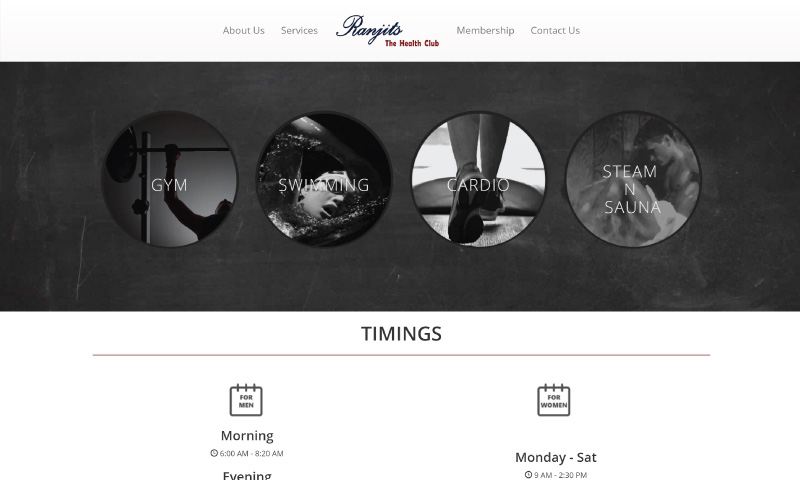 About Us
Services
Ranjits
The Health Club
Membership
Contact Us
GYM
SWIMMING
CARDIO
STEAM
N
SAUNA
TIMINGS
FOR
MEN
Morning
6:00 AM - 8:20 AM
Evening
FOR
WOMEN
Monday - Sat
9 AM - 2:30 PM